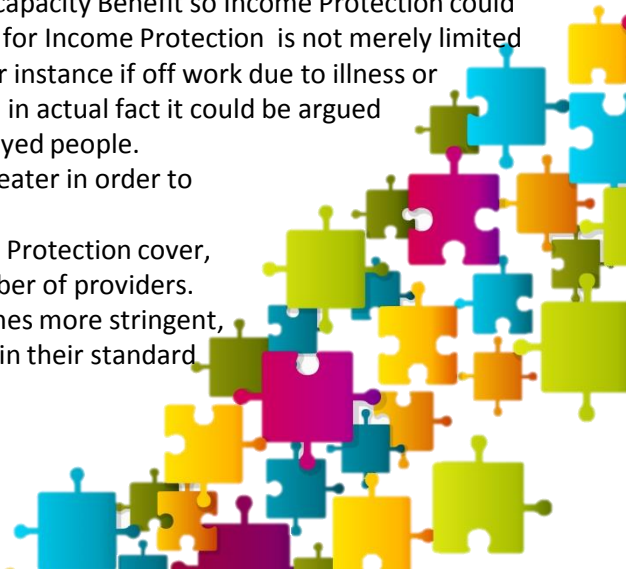 capacity Benefit so Income Protection could
for Income Protection is not merely limited
r instance if off work due to illness or
in actual fact it could be argued
yed people.
eater in order to
Protection cover,
ber of providers.
nes more stringent,
in their standard